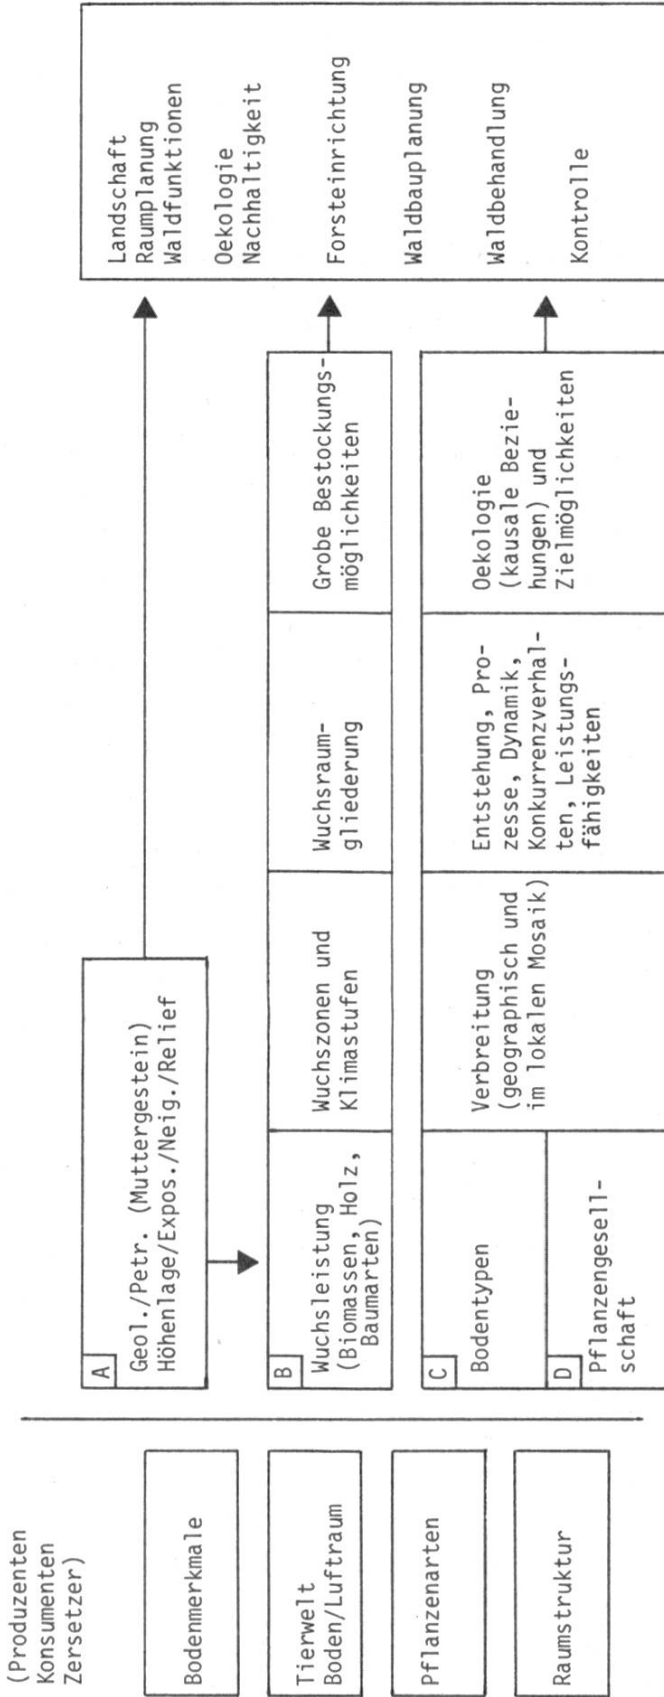 (Produzenten
Konsumenten
Zersetzer)
Bodenmerkmale
Tierwelt
Boden/Luftraum
Pflanzenarten
Raumstruktur
A
Geol./Petr. (Muttergestein)
Höhenlage/Expos./Neig./Relief
B
Wuchsleistung
(Biomassen, Holz,
Baumarten)
Wuchszonen und
Klimastufen
Wuchsraum-
gliederung
Grobe Bestockungs-
möglichkeiten
C
Bodentypen
D
Pflanzengesell-
schaft
Verbreitung
(geographisch und
im lokalen Mosaik)
Entstehung, Pro-
zesse, Dynamik,
Konkurrenzverhal-
ten, Leistungs-
fähigkeiten
Oekologie
(kausale Bezie-
hungen) und
Zielmöglichkeiten
Landschaft
Raumplanung
Waldfunktionen
Oekologie
Nachhaltigkeit
Forsteinrichtung
Waldbauplanung
Waldbehandlung
Kontrolle